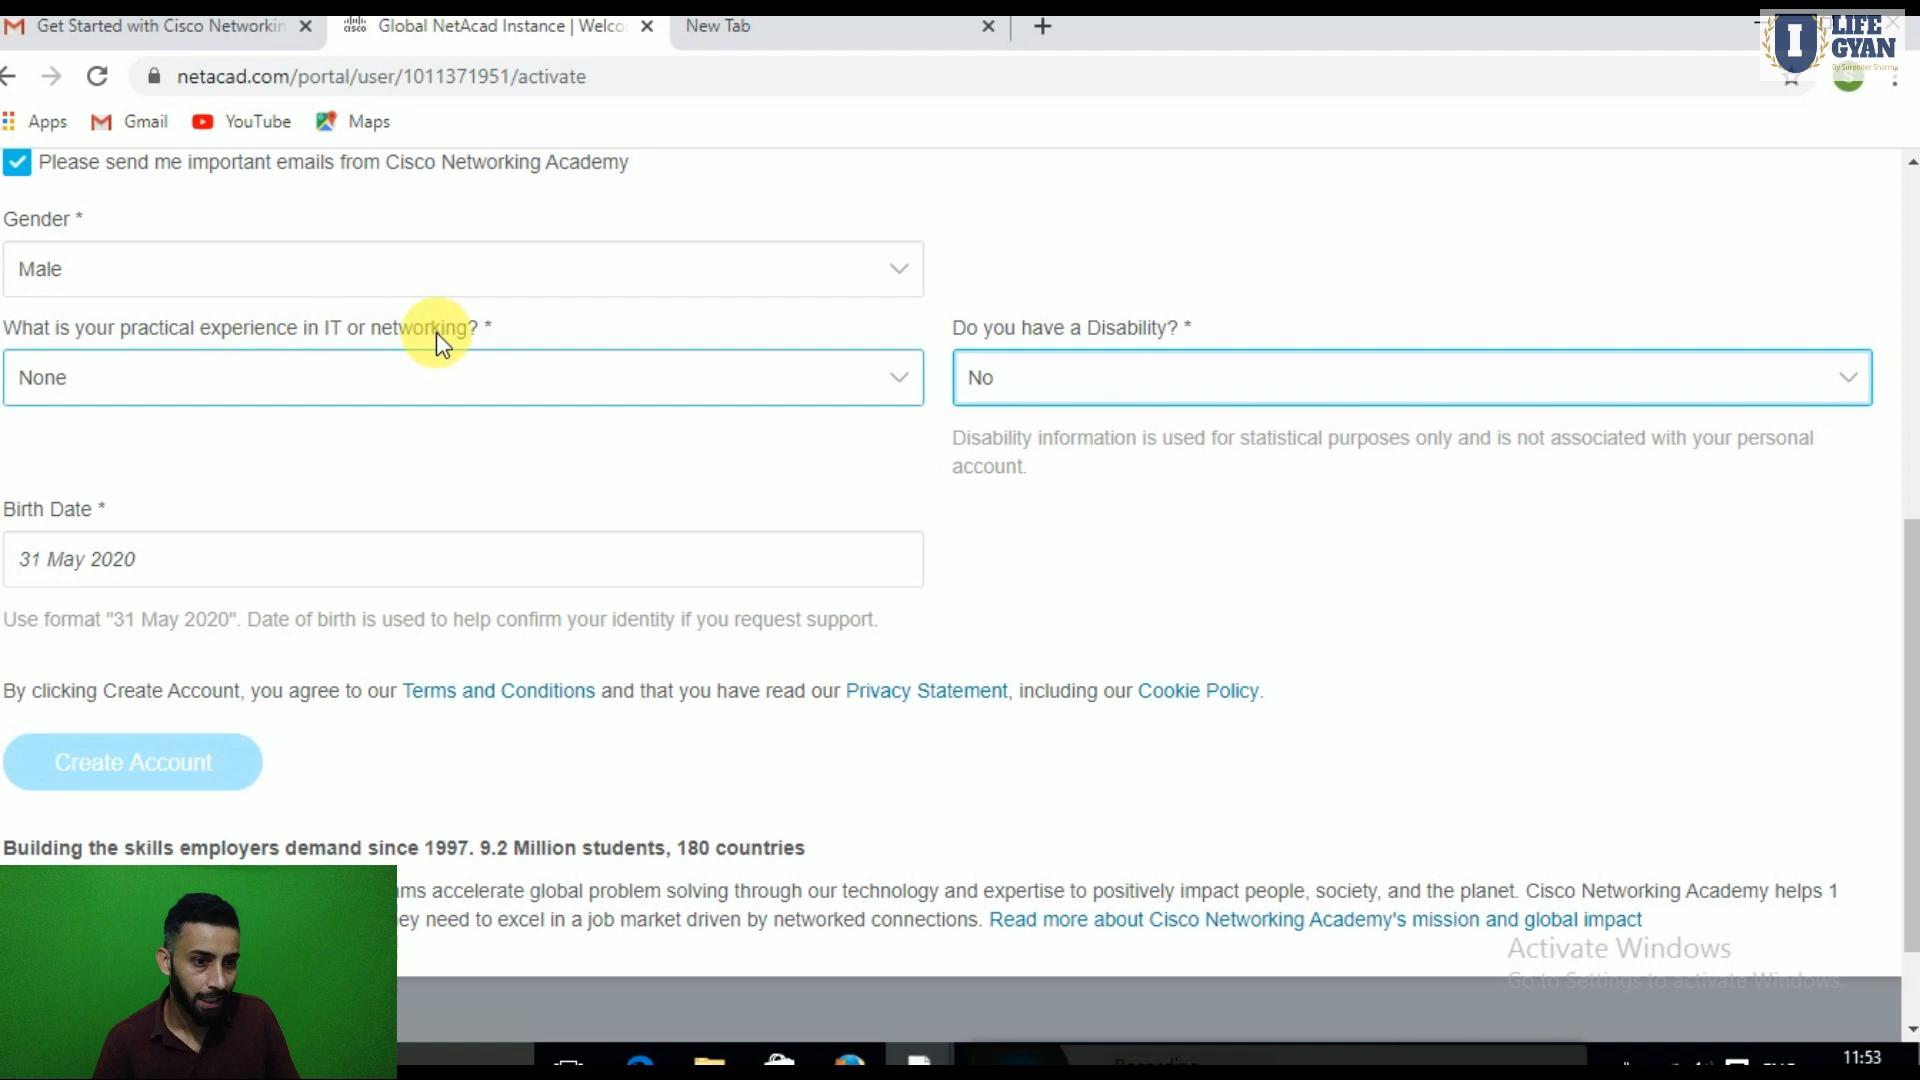 Get Started with Cisco Networkin
Global NetAcad Instance | Welco
New Tab
LIFE GYAN
By Surender Sharma
netacad.com/portal/user/1011371951/activate
Apps Gmail YouTube Maps
Please send me important emails from Cisco Networking Academy
Gender *
Male
What is your practical experience in IT or networking? *
Do you have a Disability? *
None
No
Disability information is used for statistical purposes only and is not associated with your personal
account.
Birth Date *
31 May 2020
Use format "31 May 2020". Date of birth is used to help confirm your identity if you request support.
By clicking Create Account, you agree to our Terms and Conditions and that you have read our Privacy Statement, including our Cookie Policy.
Create Account
Building the skills employers demand since 1997. 9.2 Million students, 180 countries
ms accelerate global problem solving through our technology and expertise to positively impact people, society, and the planet. Cisco Networking Academy helps 1
ey need to excel in a job market driven by networked connections. Read more about Cisco Networking Academy's mission and global impact
Activate Windows
Go to Settings to activate Windows.
11:53